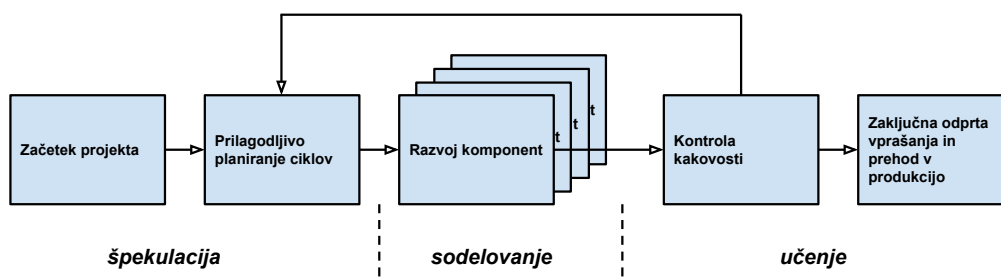 Začetek projekta
Prilagodljivo
planiranje ciklov
Razvoj komponent
t
t
t
Kontrola
kakovosti
Zaključna odprta
vprašanja in
prehod v
produkcijo
špekulacija
sodelovanje
učenje